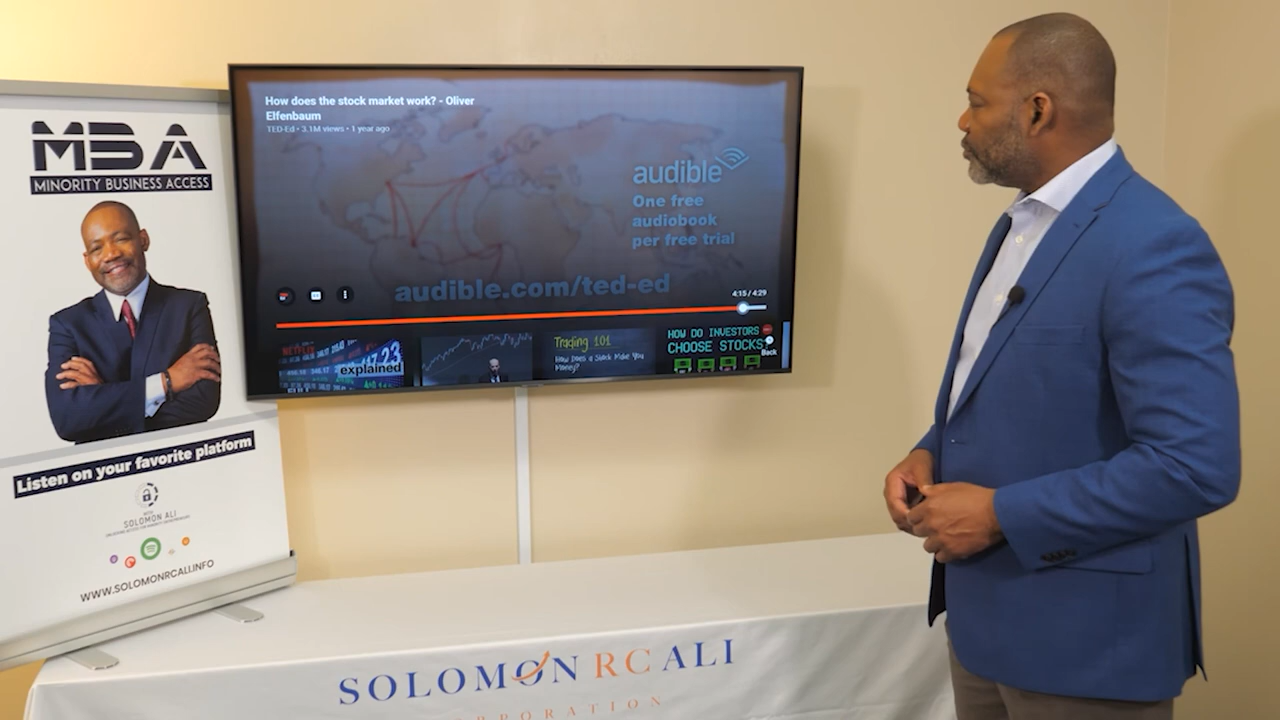 MBA
MINORITY BUSINESS ACCESS
Listen on your favorite platform
WITH
SOLOMON ALI
WWW.SOLOMONRCALI.INFO
How does the stock market work? - Oliver
Elfenbaum
TED-Ed • 3.1M views • 1 year ago
audible
One free
audiobook
per free trial
audible.com/ted-ed
4:15 / 4:29
NETFLIX
explained
Trading 101
How Does a Stock Make You
Money?
HOW DO INVESTORS
CHOOSE STOCKS?
Back
SOLOMON RC ALI
CORPORATION